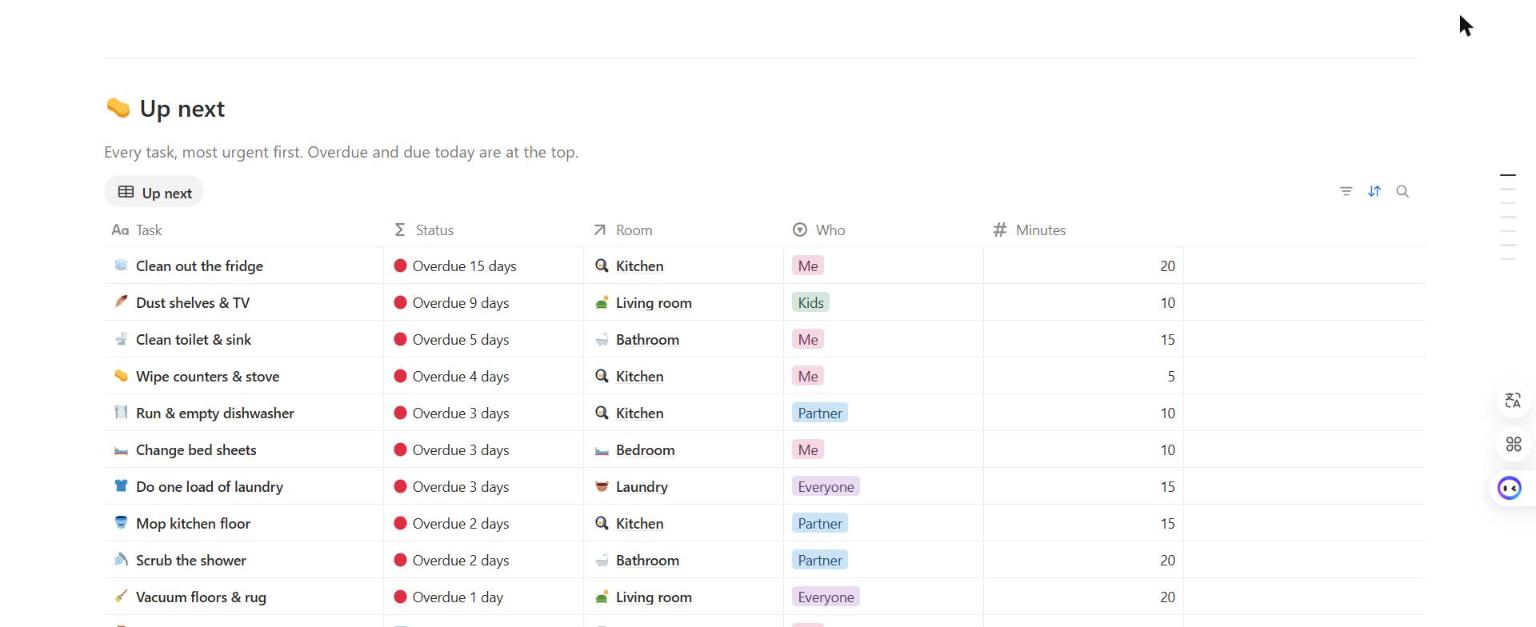 Up next
Every task, most urgent first. Overdue and due today are at the top.
Up next
Aa Task Status Room Who # Minutes
Clean out the fridge Overdue 15 days Kitchen Me 20
Dust shelves & TV Overdue 9 days Living room Kids 10
Clean toilet & sink Overdue 5 days Bathroom Me 15
Wipe counters & stove Overdue 4 days Kitchen Me 5
Run & empty dishwasher Overdue 3 days Kitchen Partner 10
Change bed sheets Overdue 3 days Bedroom Me 10
Do one load of laundry Overdue 3 days Laundry Everyone 15
Mop kitchen floor Overdue 2 days Kitchen Partner 15
Scrub the shower Overdue 2 days Bathroom Partner 20
Vacuum floors & rug Overdue 1 day Living room Everyone 20